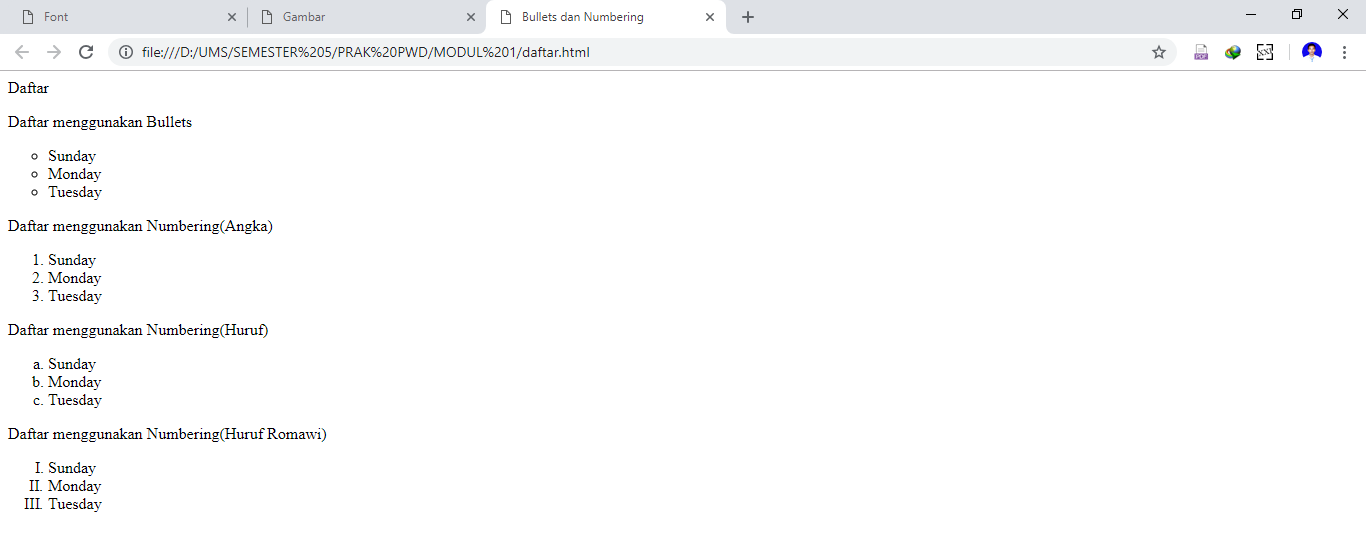 Font
Gambar
Bullets dan Numbering
file:///D:/UMS/SEMESTER%205/PRAK%20PWD/MODUL%201/daftar.html
PDF
Daftar
Daftar menggunakan Bullets
Sunday
Monday
Tuesday
Daftar menggunakan Numbering(Angka)
1. Sunday
2. Monday
3. Tuesday
Daftar menggunakan Numbering(Huruf)
a. Sunday
b. Monday
c. Tuesday
Daftar menggunakan Numbering(Huruf Romawi)
I. Sunday
II. Monday
III. Tuesday